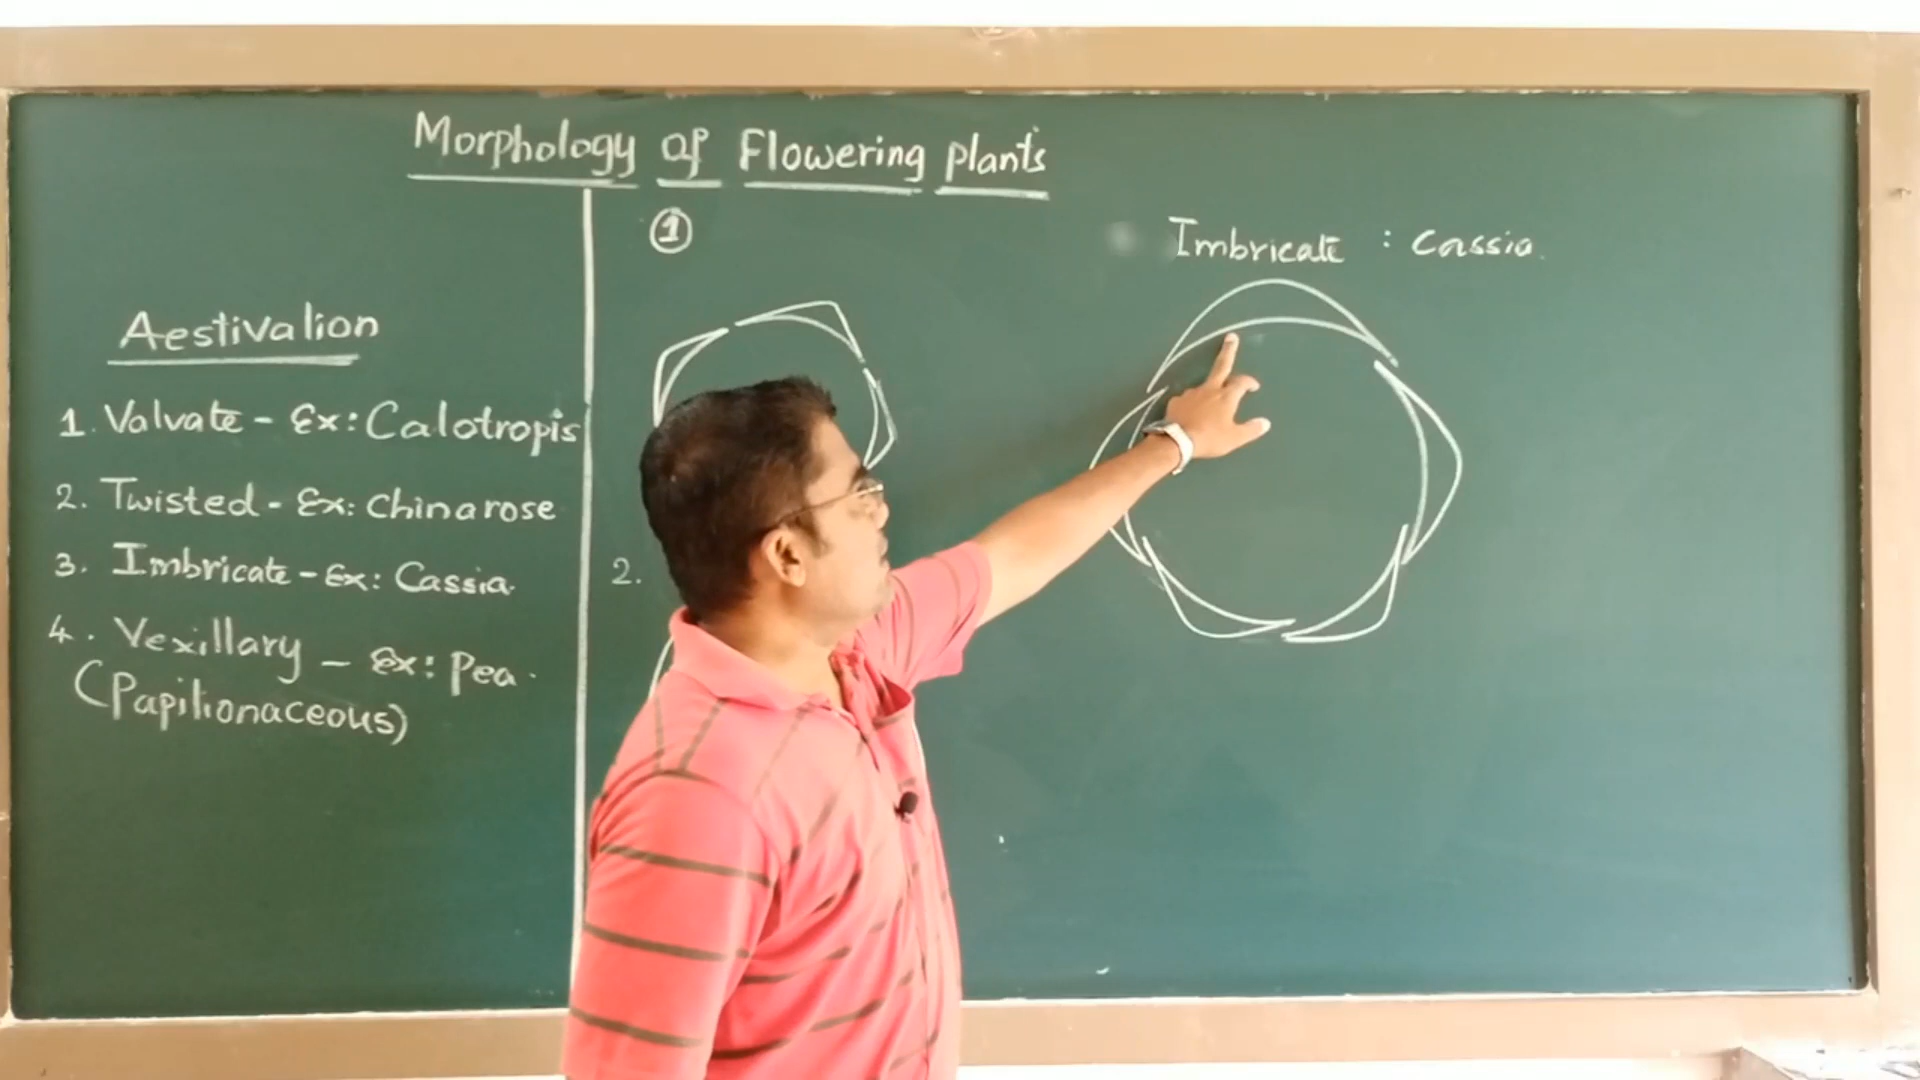 Morphology of Flowering plants
Aestivation
1. Valvate - Ex: Calotropis
2. Twisted - Ex: China rose
3. Imbricate - Ex: Cassia.
4. Vexillary - Ex: Pea.
(Papilionaceous)
1
2.
Imbricate : Cassia.